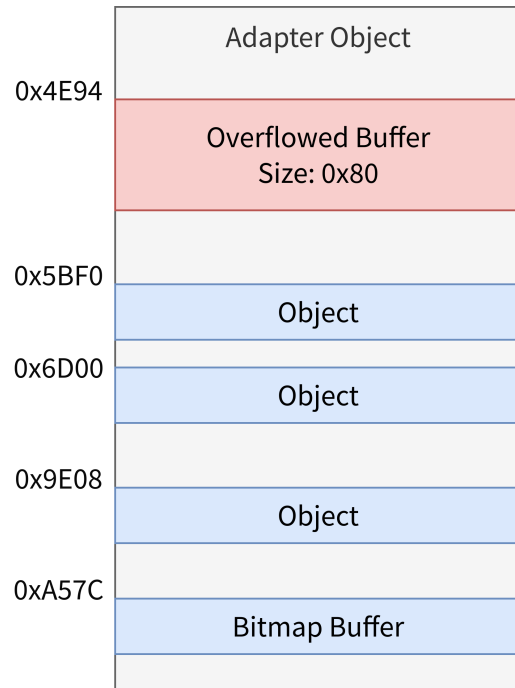 Adapter Object
0x4E94
Overflowed Buffer
Size: 0x80
0x5BF0
Object
0x6D00
Object
0x9E08
Object
0xA57C
Bitmap Buffer